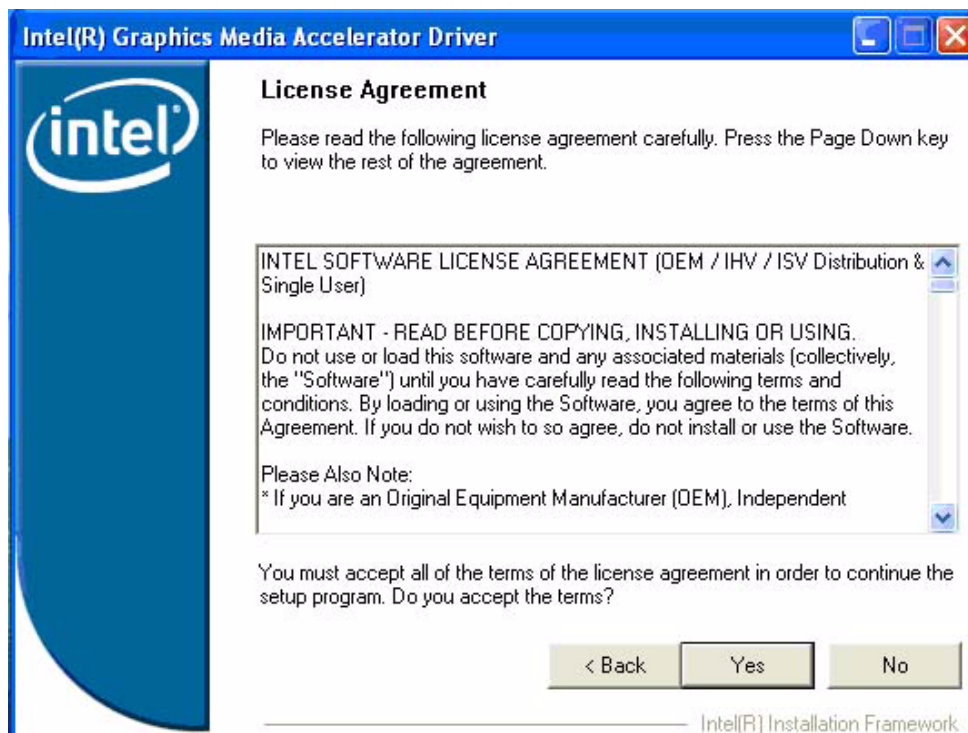 Intel(R) Graphics Media Accelerator Driver
intel
License Agreement
Please read the following license agreement carefully. Press the Page Down key
to view the rest of the agreement.
INTEL SOFTWARE LICENSE AGREEMENT (OEM / IHV / ISV Distribution &
Single User)
IMPORTANT - READ BEFORE COPYING, INSTALLING OR USING.
Do not use or load this software and any associated materials (collectively,
the "Software") until you have carefully read the following terms and
conditions. By loading or using the Software, you agree to the terms of this
Agreement. If you do not wish to so agree, do not install or use the Software.
Please Also Note:
* If you are an Original Equipment Manufacturer (OEM), Independent
You must accept all of the terms of the license agreement in order to continue the
setup program. Do you accept the terms?
< Back Yes No
Intel(R) Installation Framework